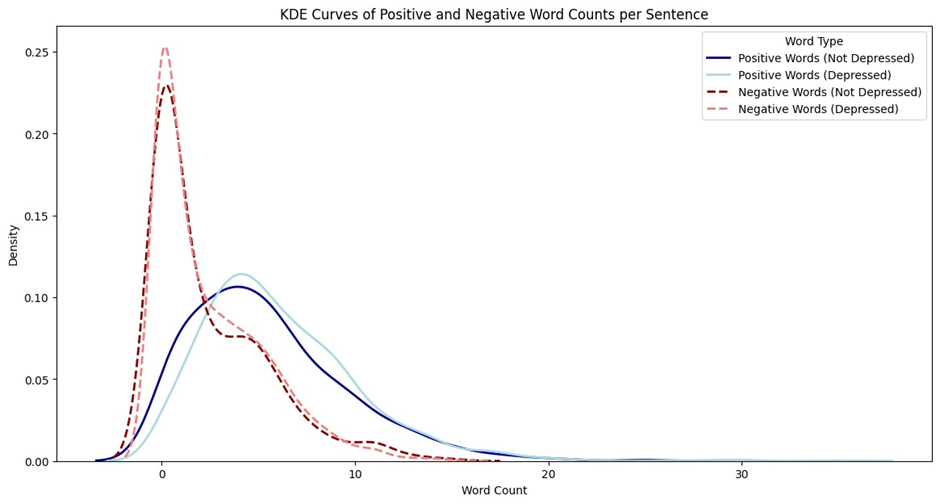 KDE Curves of Positive and Negative Word Counts per Sentence
Word Type
Positive Words (Not Depressed)
Positive Words (Depressed)
Negative Words (Not Depressed)
Negative Words (Depressed)
Density
0.25
0.20
0.15
0.10
0.05
0.00
0 10 20 30
Word Count